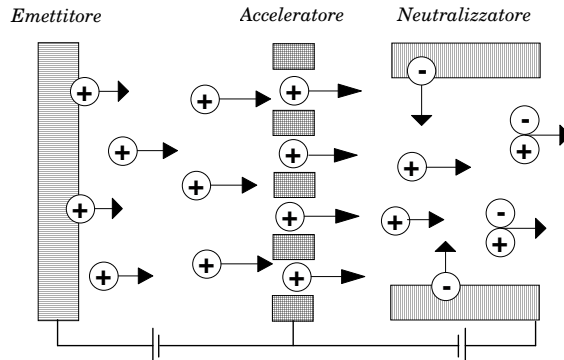 Emettitore Acceleratore Neutralizzatore
+ + + -
+ + -
+ + +
+ + +
+ + + -
+ + + +
+ + + -